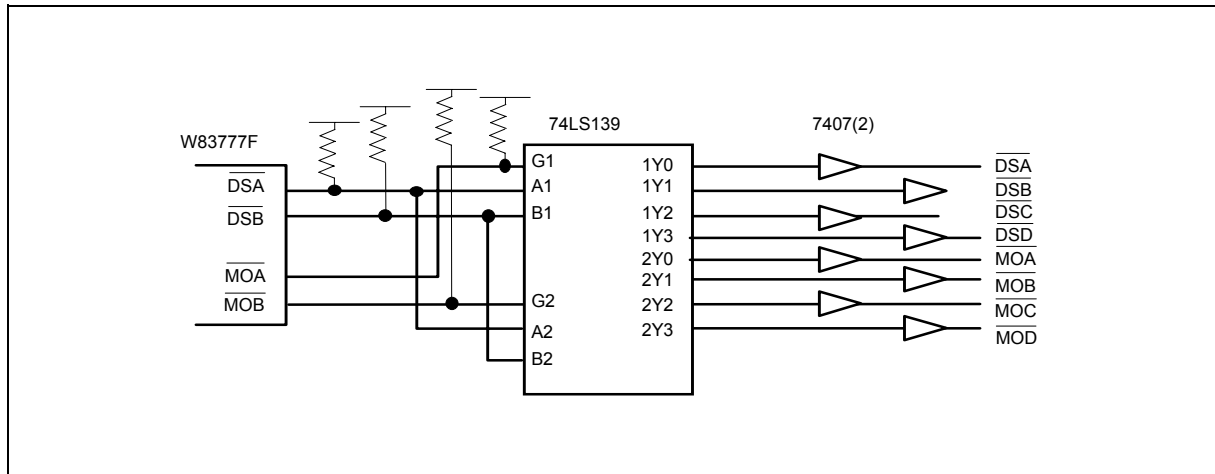 74LS139
7407(2)
W83777F
DSA
DSB
MOA
MOB
G1
A1
B1
G2
A2
B2
1Y0
1Y1
1Y2
1Y3
2Y0
2Y1
2Y2
2Y3
DSA
DSB
DSC
DSD
MOA
MOB
MOC
MOD